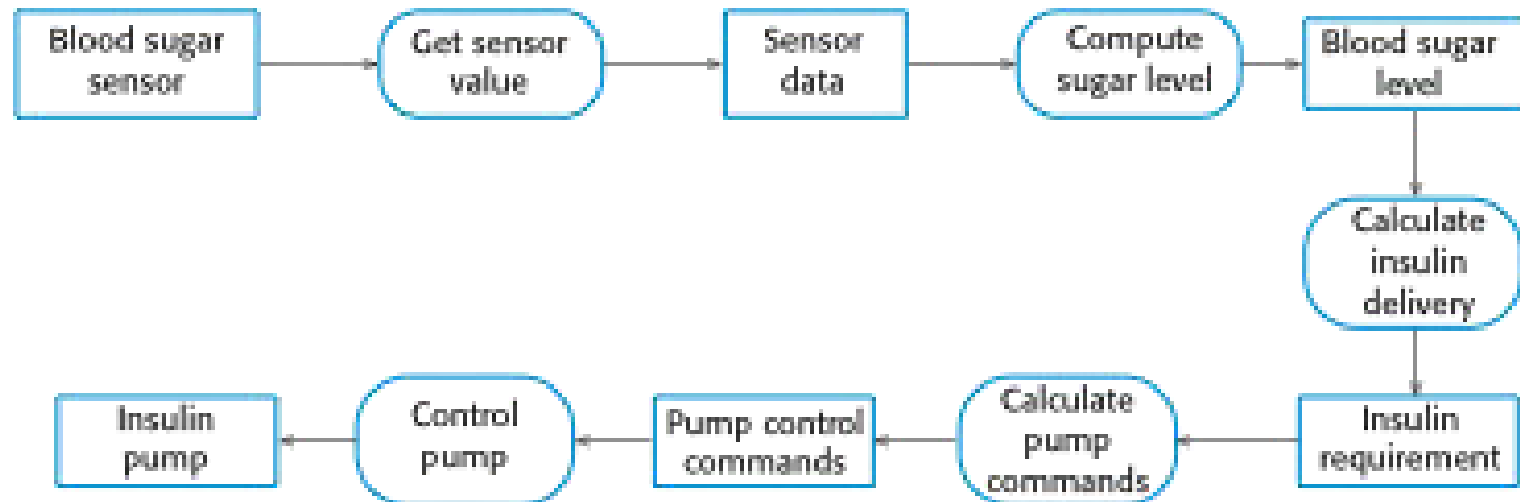 Blood sugar
sensor
Get sensor
value
Sensor
data
Compute
sugar level
Blood sugar
level
Calculate
insulin
delivery
Insulin
pump
Control
pump
Pump control
commands
Calculate
pump
commands
Insulin
requirement